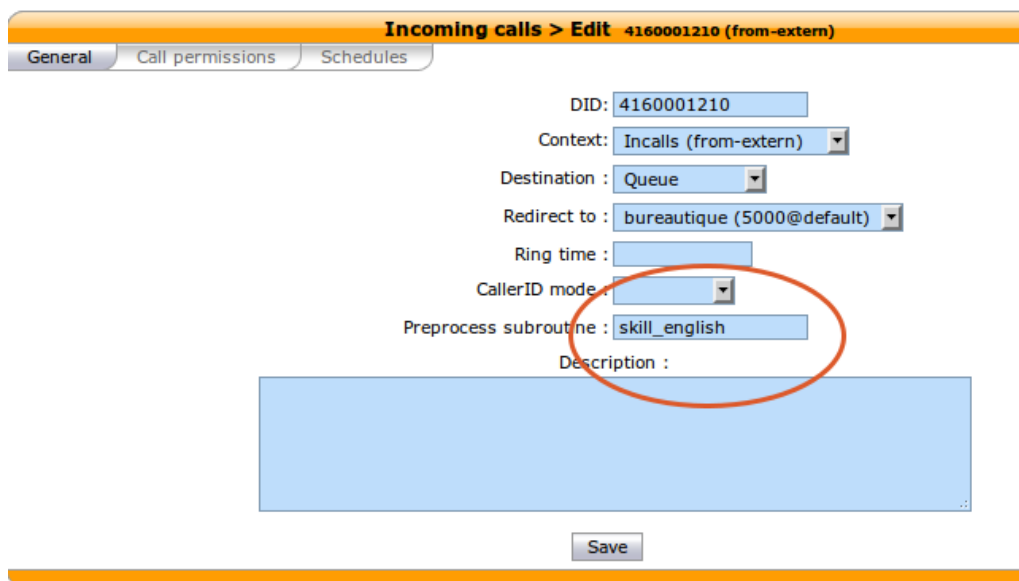 Incoming calls > Edit 4160001210 (from-extern)
General Call permissions Schedules
DID: 4160001210
Context: Incalls (from-extern)
Destination : Queue
Redirect to : bureautique (5000@default)
Ring time :
CallerID mode :
Preprocess subroutine : skill_english
Description :
Save